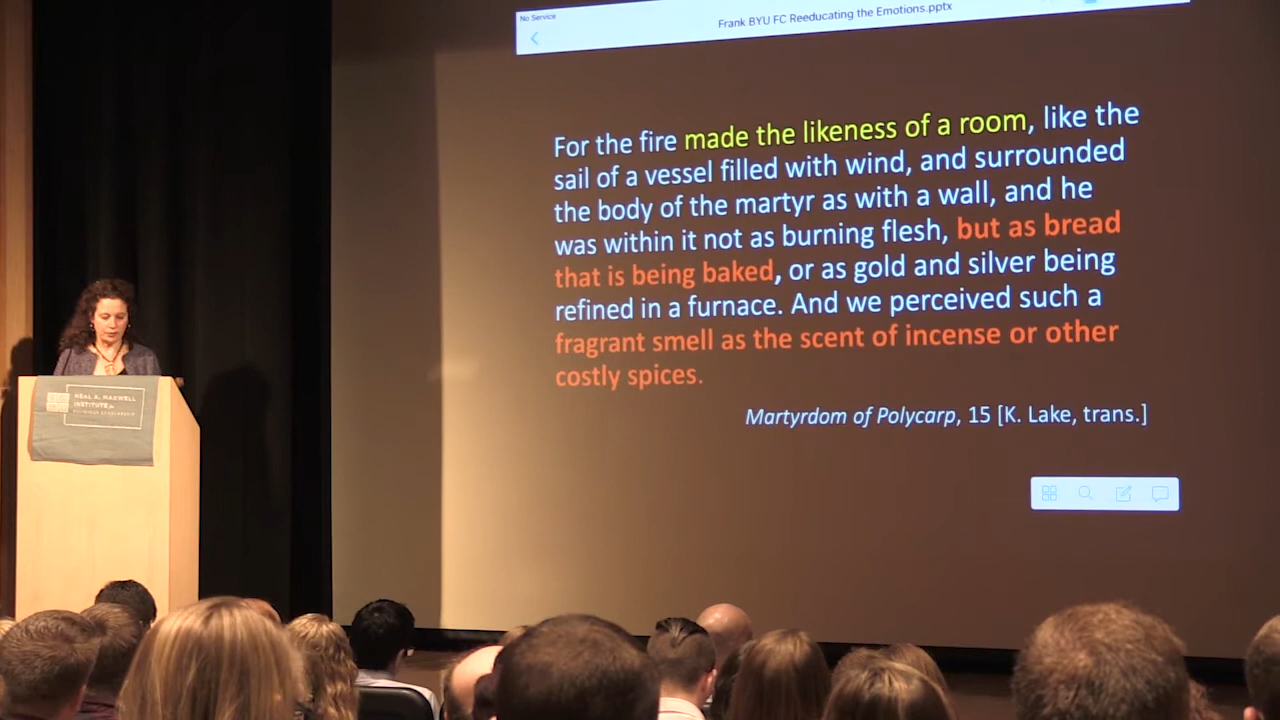 No Service
Frank BYU FC Reeducating the Emotions.pptx
For the fire made the likeness of a room, like the
sail of a vessel filled with wind, and surrounded
the body of the martyr as with a wall, and he
was within it not as burning flesh, but as bread
that is being baked, or as gold and silver being
refined in a furnace. And we perceived such a
fragrant smell as the scent of incense or other
costly spices.
Martyrdom of Polycarp, 15 [K. Lake, trans.]
NEAL A. MAXWELL
INSTITUTE for
RELIGIOUS SCHOLARSHIP